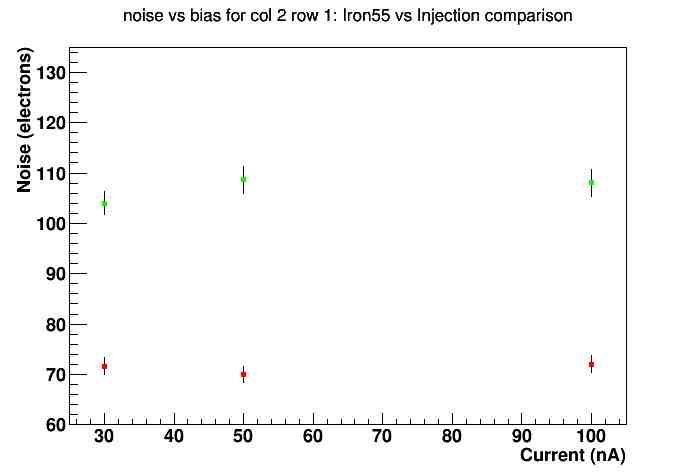 noise vs bias for col 2 row 1: Iron55 vs Injection comparison
Noise (electrons)
130
120
110
100
90
80
70
60
30 40 50 60 70 80 90 100
Current (nA)